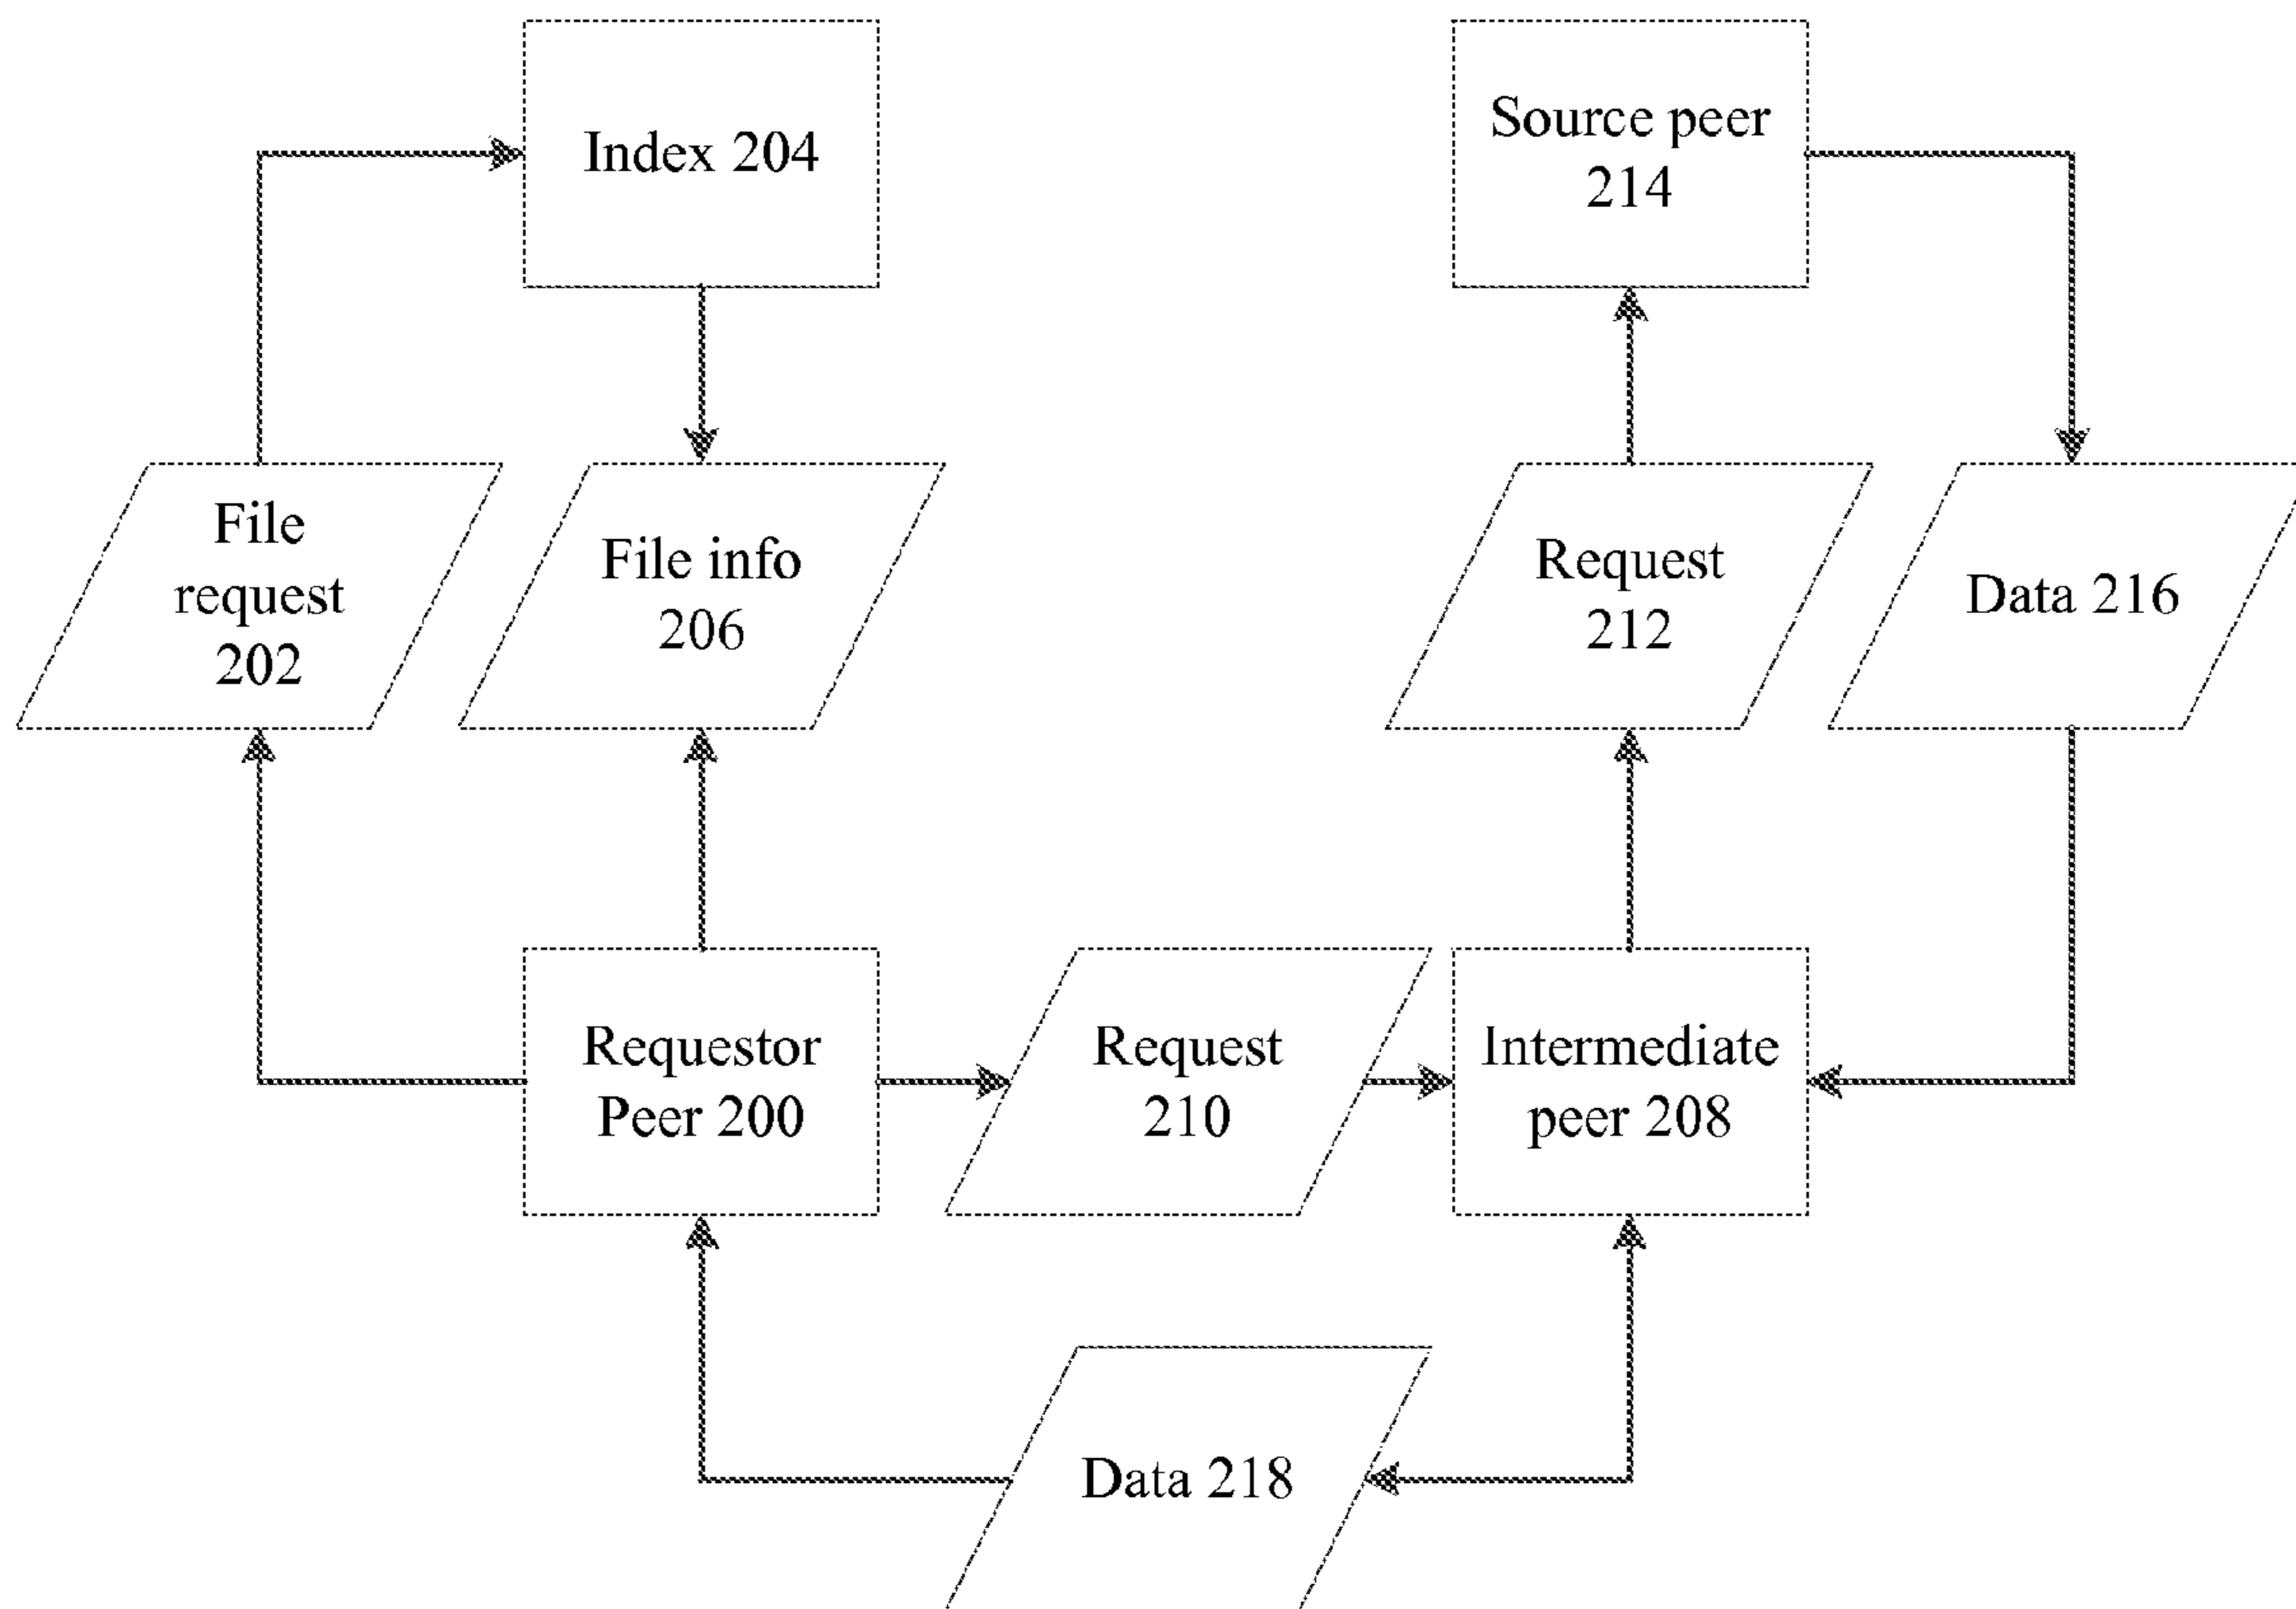 Index 204
Source peer
214
File
request
202
File info
206
Request
212
Data 216
Requestor
Peer 200
Request
210
Intermediate
peer 208
Data 218